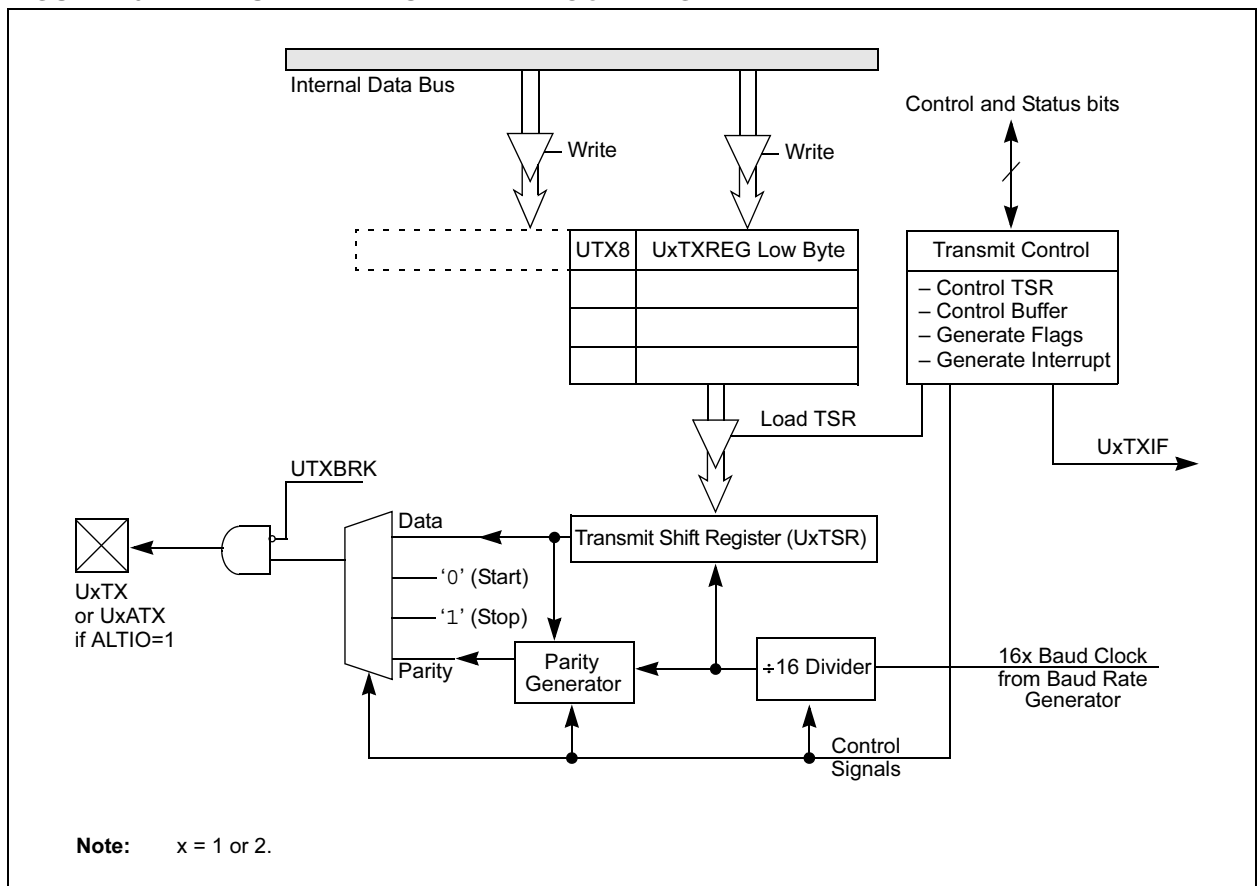 Internal Data Bus
Control and Status bits
Write
Write
UTX8
UxTXREG Low Byte
Transmit Control
– Control TSR
– Control Buffer
– Generate Flags
– Generate Interrupt
Load TSR
UxTXIF
UTXBRK
Data
Transmit Shift Register (UxTSR)
‘0’ (Start)
‘1’ (Stop)
UxTX
or UxATX
if ALTIO=1
Parity
Parity
Generator
÷16 Divider
16x Baud Clock
from Baud Rate
Generator
Control
Signals
Note: x = 1 or 2.